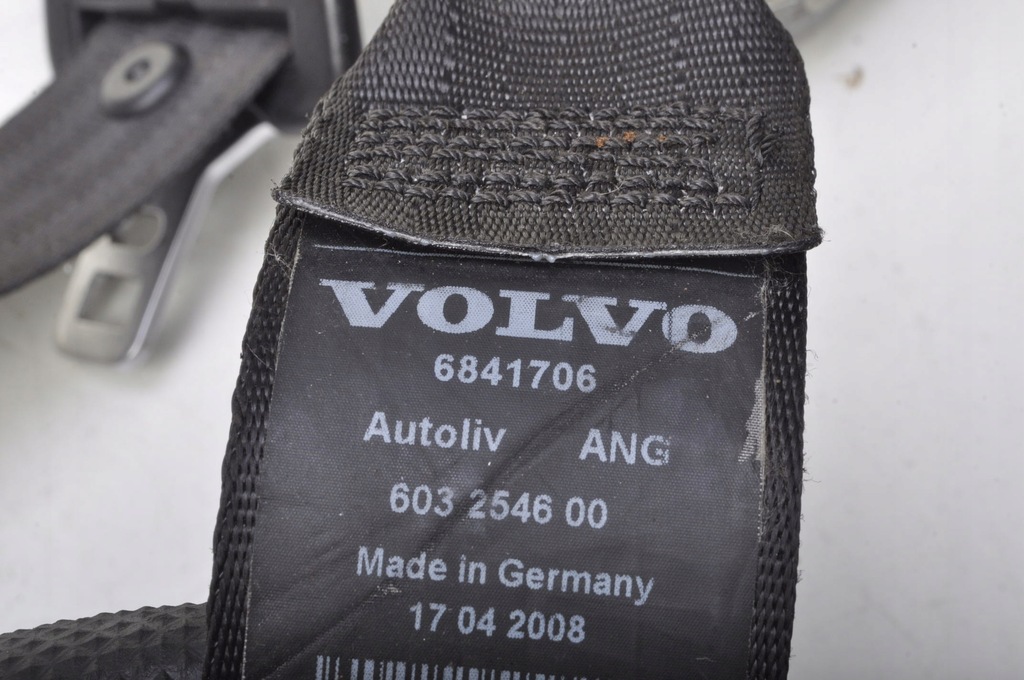 VOLVO
6841706
Autoliv ANG
603 2546 00
Made in Germany
17 04 2008